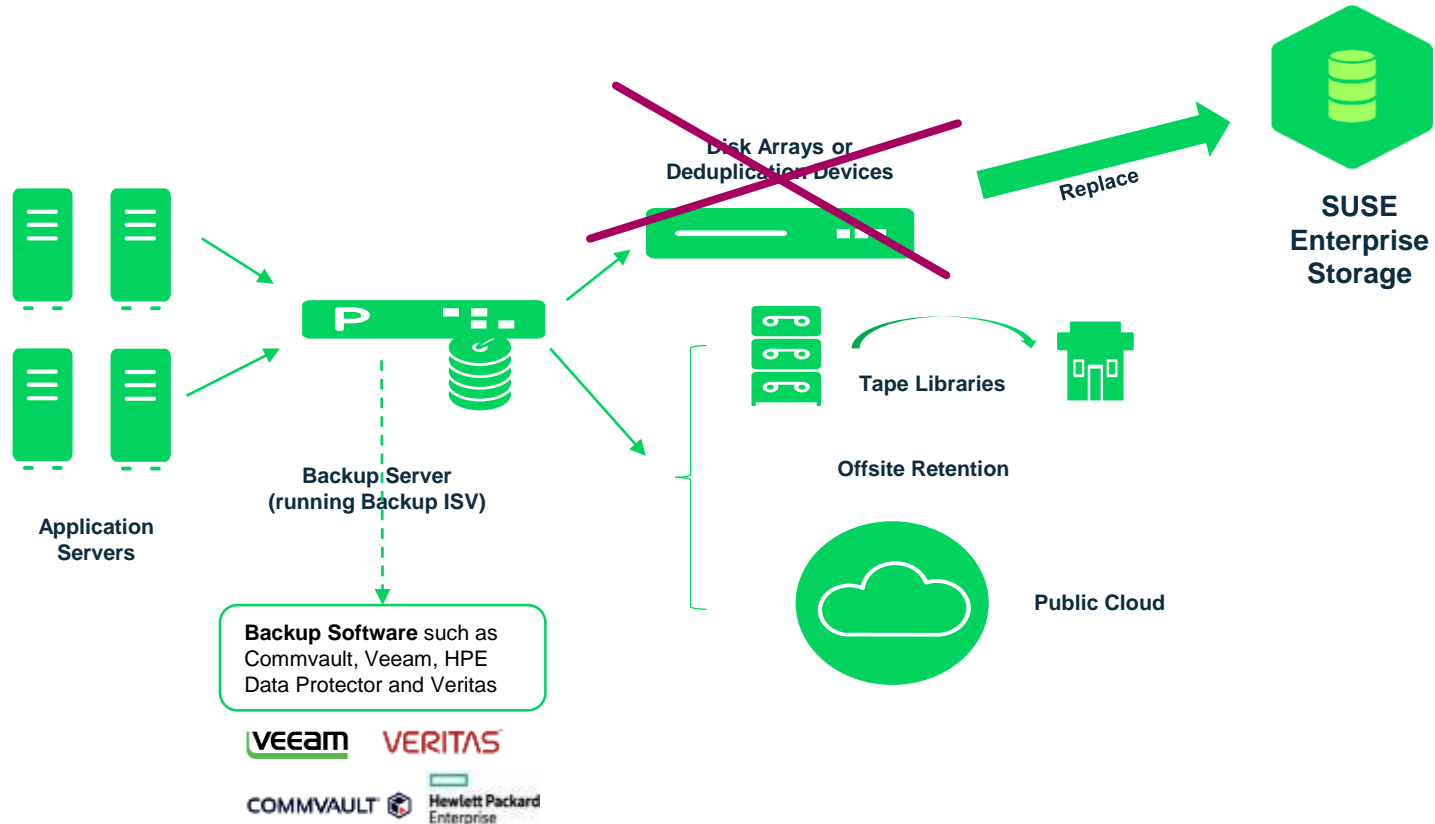 Disk Arrays or
Deduplication Devices
Replace
SUSE
Enterprise
Storage
P
Tape Libraries
Backup Server
(running Backup ISV)
Offsite Retention
Application
Servers
Public Cloud
Backup Software such as
Commvault, Veeam, HPE
Data Protector and Veritas
veeam
VERITAS
COMMVAULT
Hewlett Packard
Enterprise